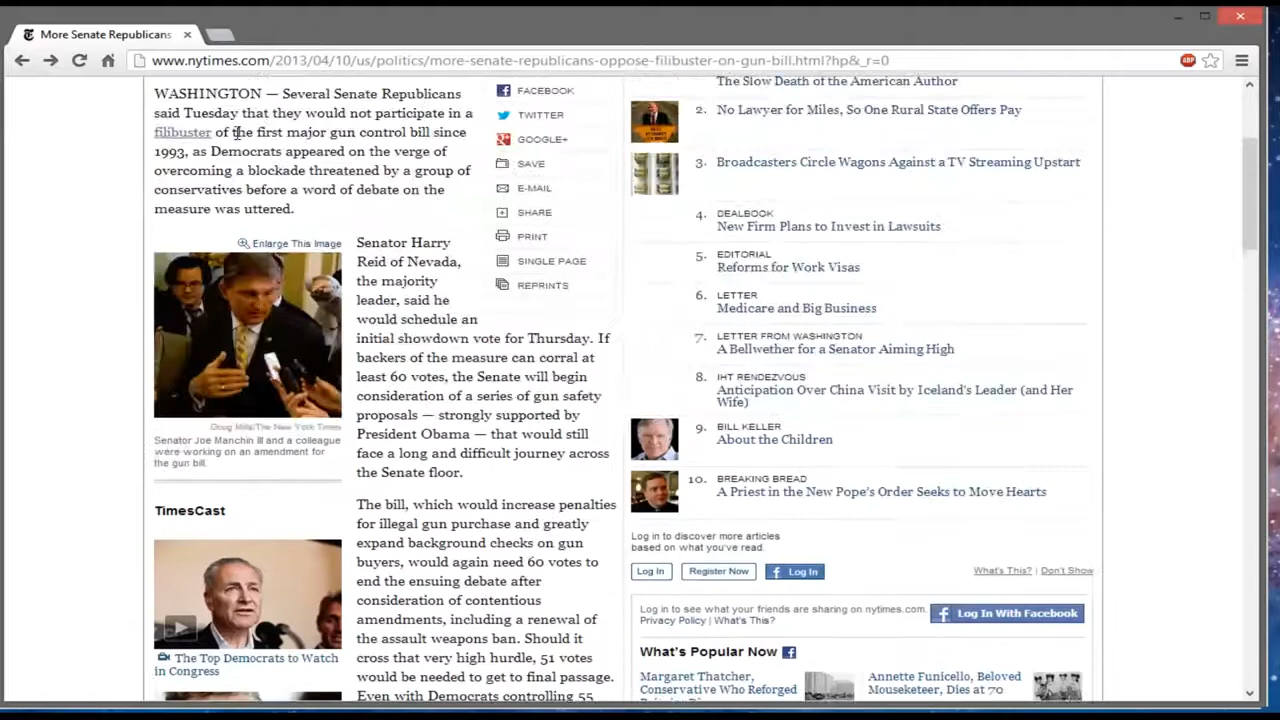 More Senate Republicans
www.nytimes.com/2013/04/10/us/politics/more-senate-republicans-oppose-filibuster-on-gun-bill.html?hp&_r=0
ABP
WASHINGTON — Several Senate Republicans
said Tuesday that they would not participate in a
filibuster of the first major gun control bill since
1993, as Democrats appeared on the verge of
overcoming a blockade threatened by a group of
conservatives before a word of debate on the
measure was uttered.
Enlarge This Image
Doug Mills/The New York Times
Senator Joe Manchin III and a colleague
were working on an amendment for
the gun bill.
TimesCast
The Top Democrats to Watch
in Congress
Senator Harry
Reid of Nevada,
the majority
leader, said he
would schedule an
initial showdown vote for Thursday. If
backers of the measure can corral at
least 60 votes, the Senate will begin
consideration of a series of gun safety
proposals — strongly supported by
President Obama — that would still
face a long and difficult journey across
the Senate floor.
The bill, which would increase penalties
for illegal gun purchase and greatly
expand background checks on gun
buyers, would again need 60 votes to
end the ensuing debate after
consideration of contentious
amendments, including a renewal of
the assault weapons ban. Should it
cross that very high hurdle, 51 votes
would be needed to get to final passage.
Even with Democrats controlling 55
FACEBOOK
TWITTER
GOOGLE+
SAVE
E-MAIL
SHARE
PRINT
SINGLE PAGE
REPRINTS
The Slow Death of the American Author
2. No Lawyer for Miles, So One Rural State Offers Pay
3. Broadcasters Circle Wagons Against a TV Streaming Upstart
4. DEALBOOK
New Firm Plans to Invest in Lawsuits
5. EDITORIAL
Reforms for Work Visas
6. LETTER
Medicare and Big Business
7. LETTER FROM WASHINGTON
A Bellwether for a Senator Aiming High
8. IHT RENDEZVOUS
Anticipation Over China Visit by Iceland's Leader (and Her
Wife)
9. BILL KELLER
About the Children
10. BREAKING BREAD
A Priest in the New Pope's Order Seeks to Move Hearts
Log in to discover more articles
based on what you've read.
Log In Register Now Log In What's This? | Don't Show
Log in to see what your friends are sharing on nytimes.com.
Privacy Policy | What's This?
Log In With Facebook
What's Popular Now
Margaret Thatcher,
Conservative Who Reforged
Annette Funicello, Beloved
Mouseketeer, Dies at 70